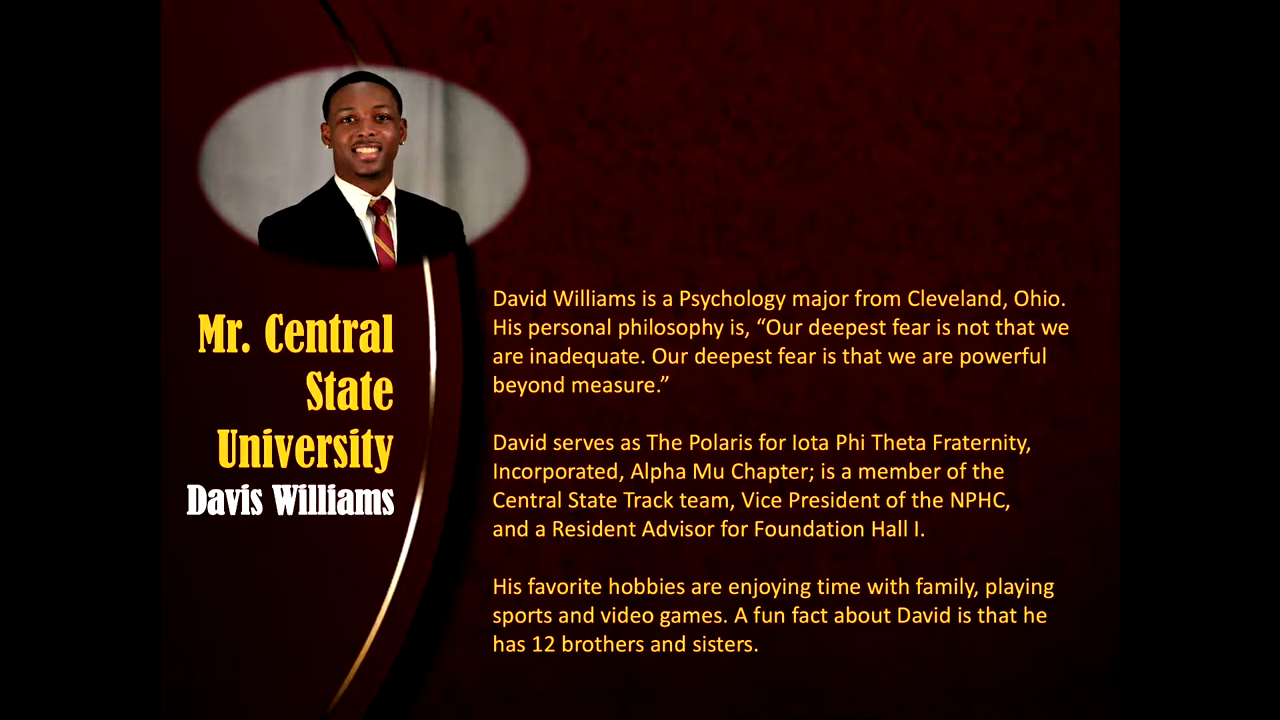 Mr. Central
State
University
Davis Williams
David Williams is a Psychology major from Cleveland, Ohio.
His personal philosophy is, “Our deepest fear is not that we
are inadequate. Our deepest fear is that we are powerful
beyond measure.”
David serves as The Polaris for Iota Phi Theta Fraternity,
Incorporated, Alpha Mu Chapter; is a member of the
Central State Track team, Vice President of the NPHC,
and a Resident Advisor for Foundation Hall I.
His favorite hobbies are enjoying time with family, playing
sports and video games. A fun fact about David is that he
has 12 brothers and sisters.